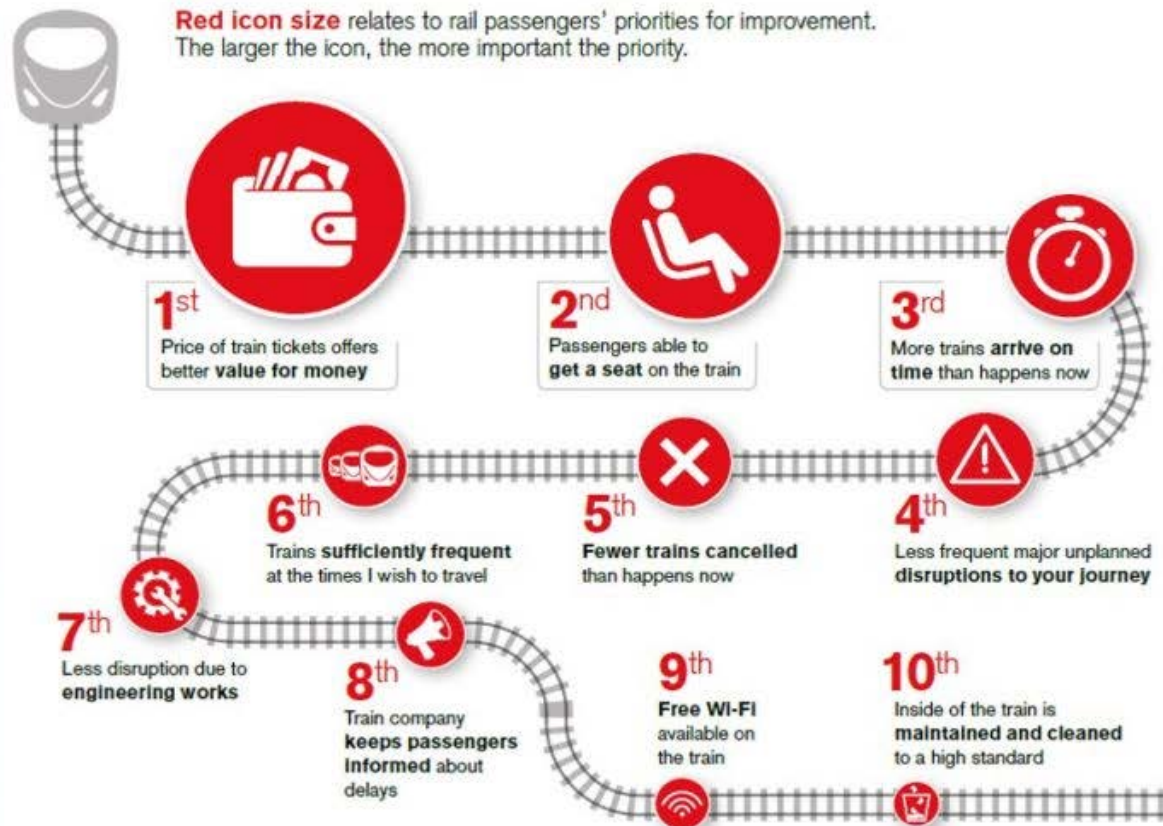 Red icon size relates to rail passengers' priorities for improvement.
The larger the icon, the more important the priority.
1st
Price of train tickets offers
better value for money
2nd
Passengers able to
get a seat on the train
3rd
More trains arrive on
time than happens now
4th
Less frequent major unplanned
disruptions to your journey
5th
Fewer trains cancelled
than happens now
6th
Trains sufficiently frequent
at the times I wish to travel
7th
Less disruption due to
engineering works
8th
Train company
keeps passengers
informed about
delays
9th
Free Wi-Fi
available on
the train
10th
Inside of the train is
maintained and cleaned
to a high standard